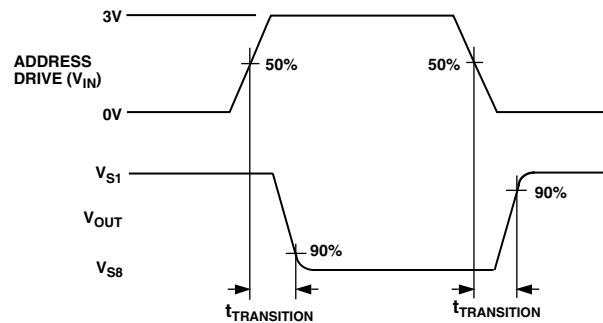 3V
ADDRESS
DRIVE (VIN)
50%
50%
0V
VS1
VOUT
90%
90%
VS8
tTRANSITION
tTRANSITION